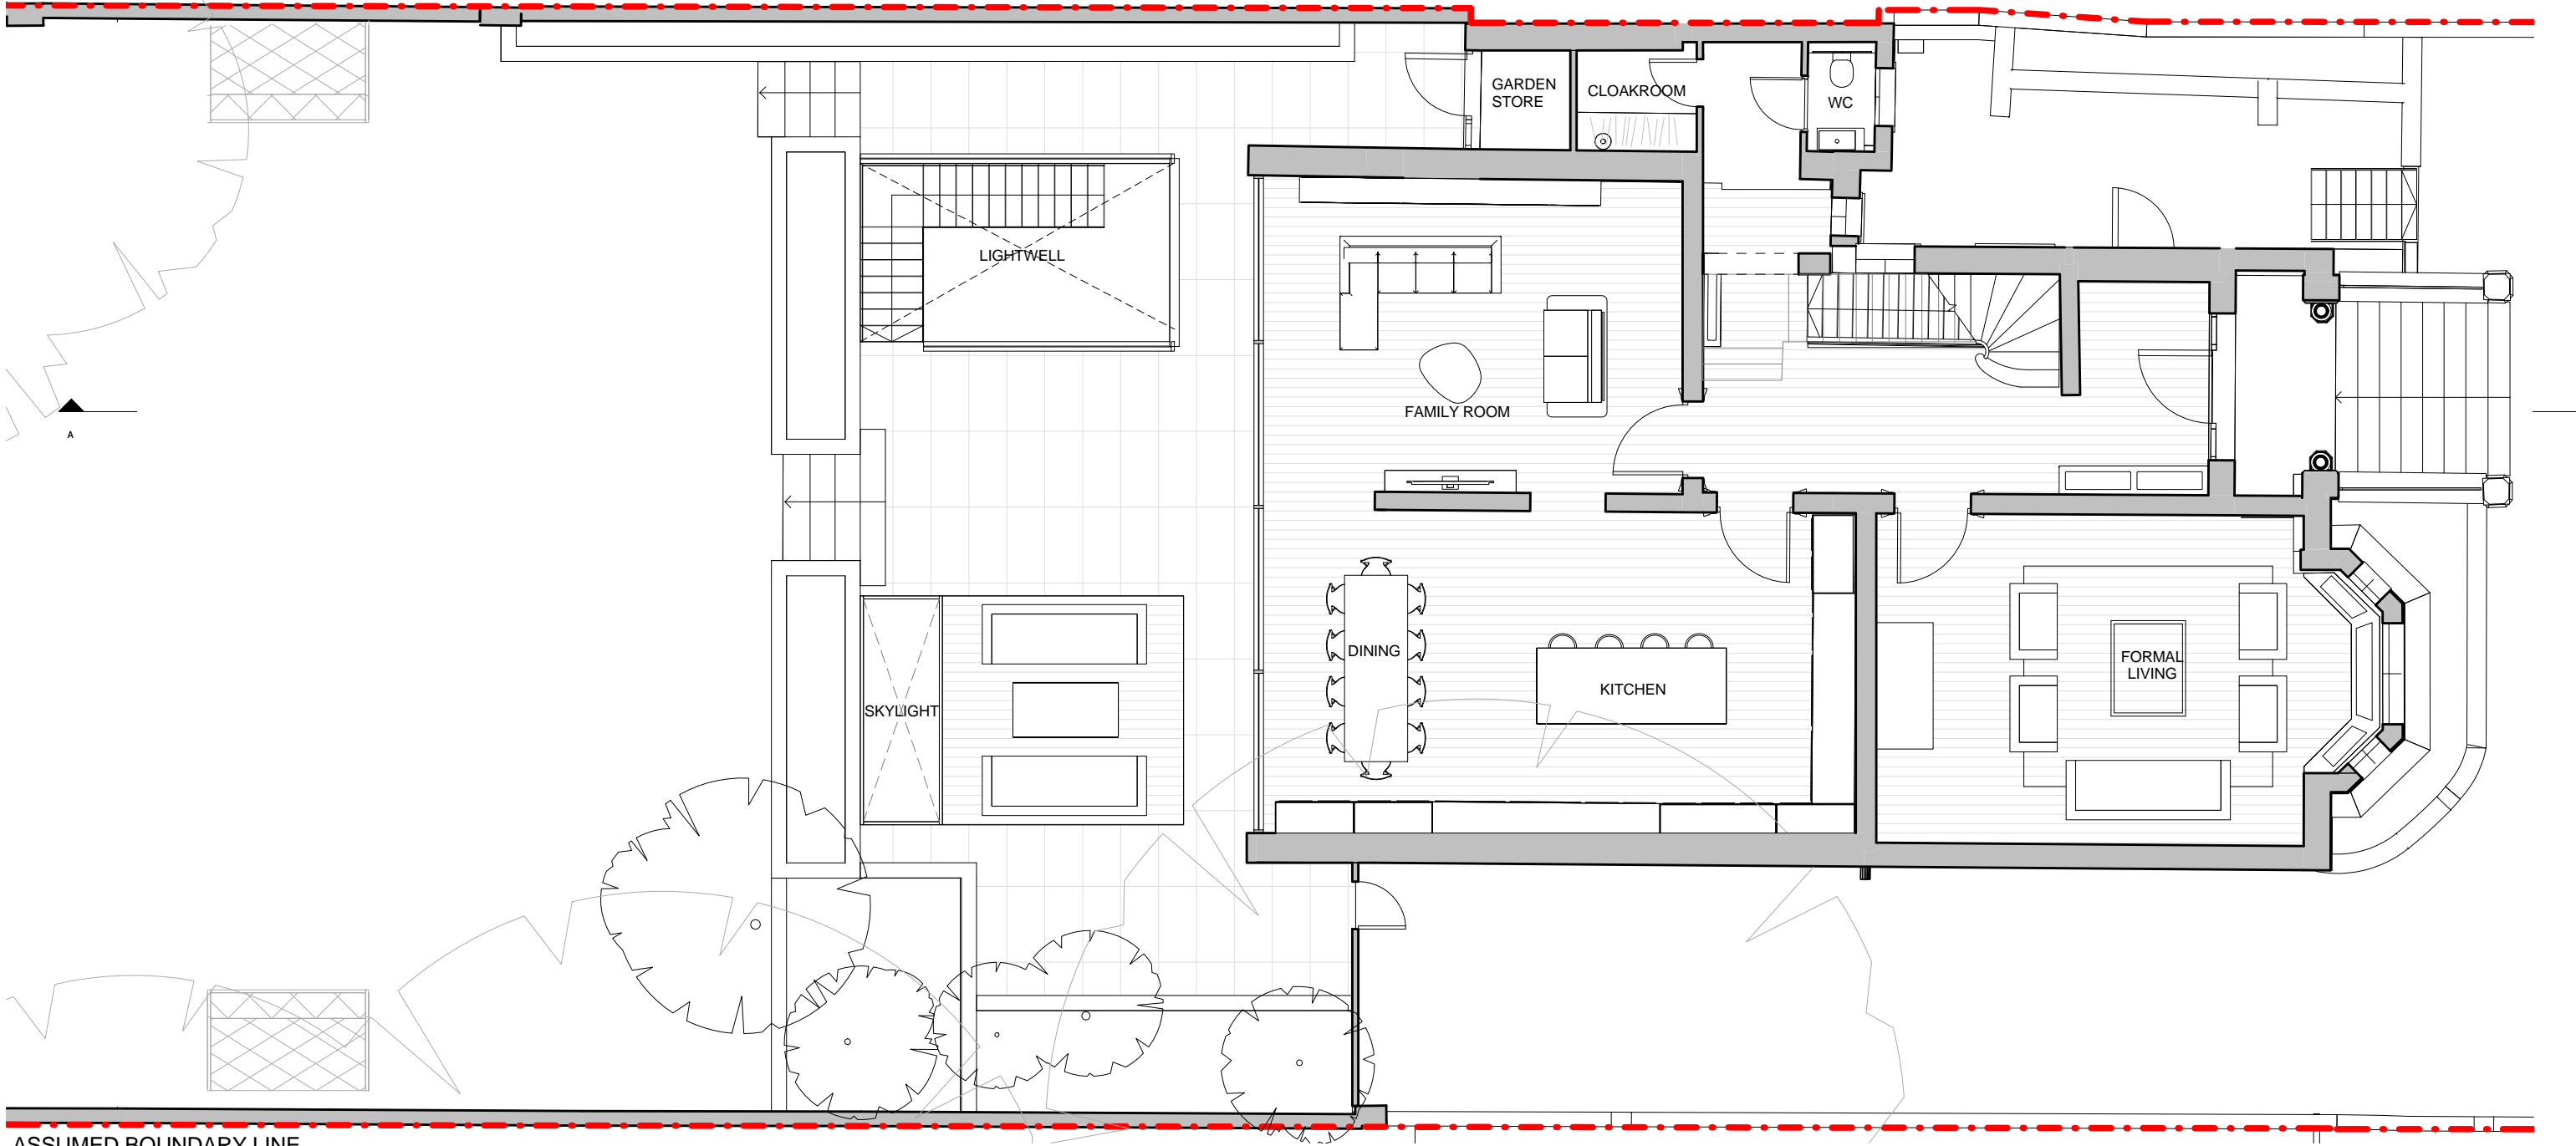 GARDEN
STORE
CLOAKROOM
WC
LIGHTWELL
FAMILY ROOM
A
DINING
KITCHEN
FORMAL
LIVING
SKYLIGHT
ASSUMED BOUNDARY LINE